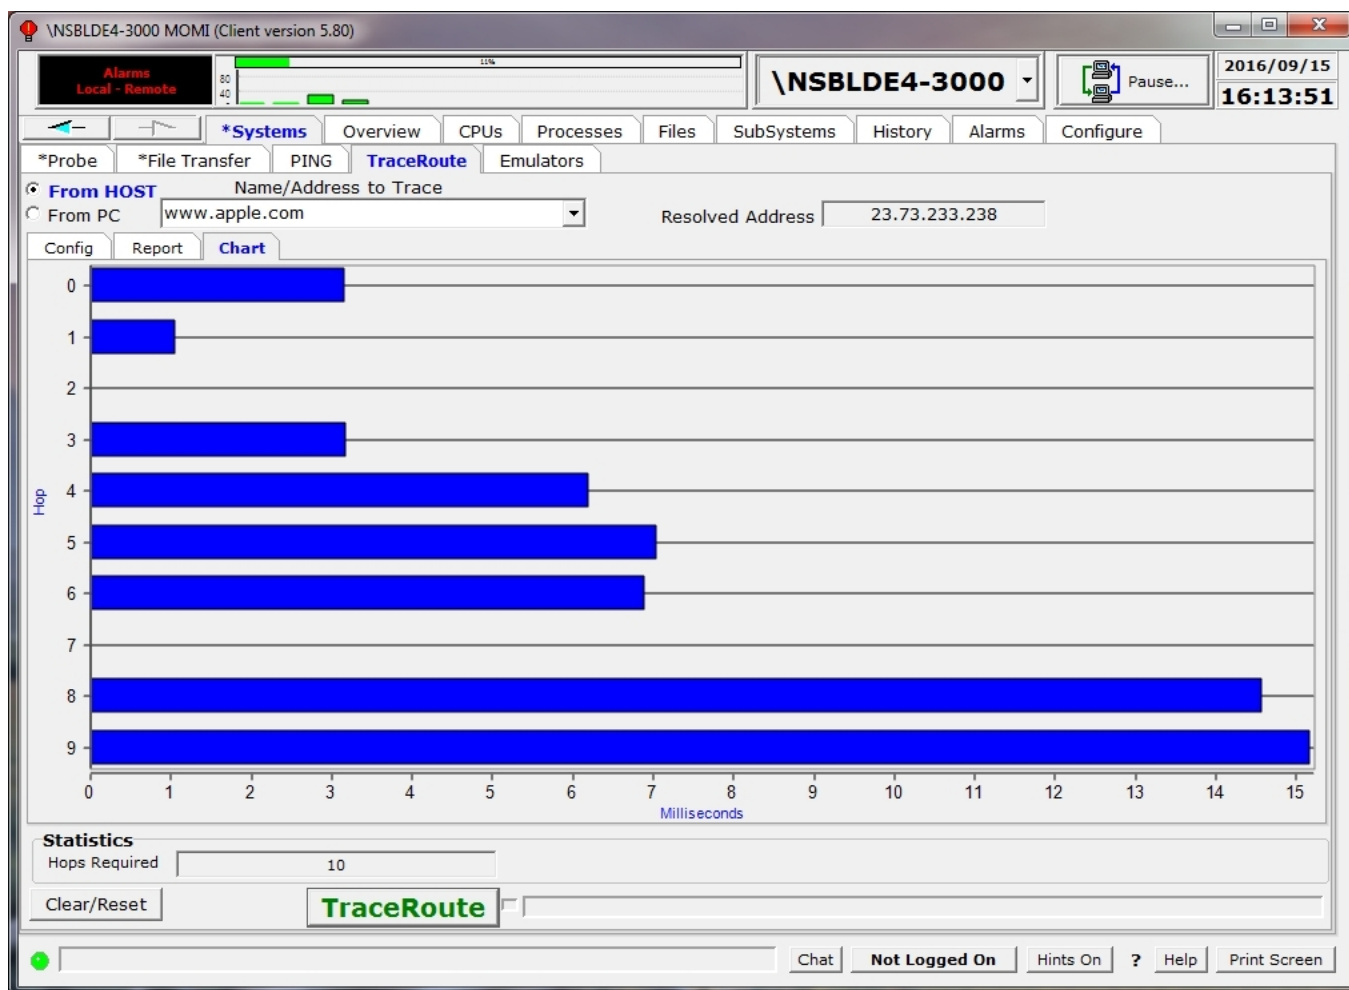 \NSBLDE4-3000 MOMI (Client version 5.80)
Alarms
Local - Remote
80
40
11%
\NSBLDE4-3000
Pause...
2016/09/15
16:13:51
*Systems Overview CPUs Processes Files SubSystems History Alarms Configure
*Probe *File Transfer PING TraceRoute Emulators
From HOST Name/Address to Trace
From PC www.apple.com Resolved Address 23.73.233.238
Config Report Chart
0
1
2
3
4
Hop
5
6
7
8
9
0 1 2 3 4 5 6 7 8 9 10 11 12 13 14 15
Milliseconds
Statistics
Hops Required 10
Clear/Reset TraceRoute
Chat Not Logged On Hints On ? Help Print Screen